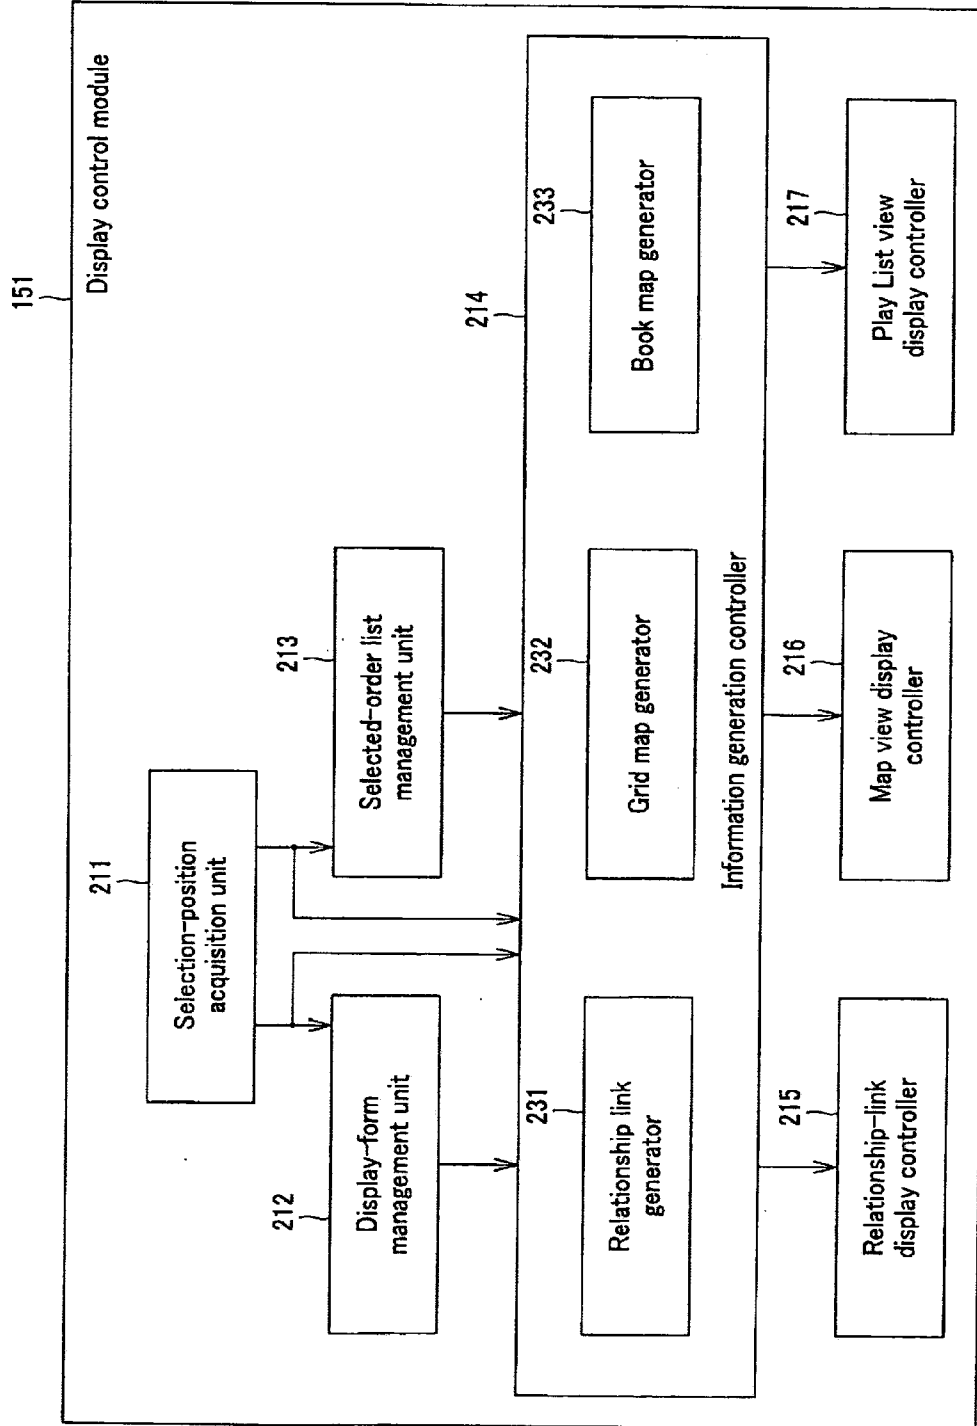 151
Display control module
211
Selection-position
acquisition unit
212
Display-form
management unit
213
Selected-order list
management unit
214
231
Relationship link
generator
232
Grid map generator
233
Book map generator
Information generation controller
215
Relationship-link
display controller
216
Map view display
controller
217
Play List view
display controller